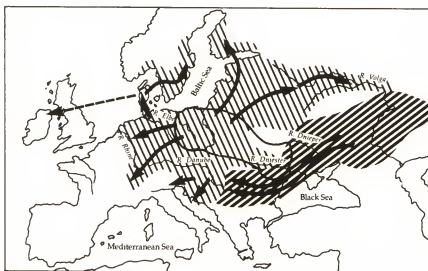 Baltic Sea
R. Volga
R. Elbe
R. Rhine
R. Dnieper
R. Danube
R. Dniester
Black Sea
Mediterranean Sea